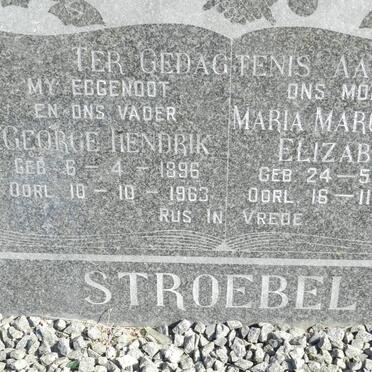 TER GEDAGTENIS AA
MY EGGENOOT
EN ONS VADER
GEORGE HENDRIK
GEB 6 - 4 - 1896
OORL 10 - 10 - 1963
ONS MO
MARIA MARG
ELIZAB
GEB 24 - 5
OORL 16 - 11
RUS IN VREDE
STROEBEL